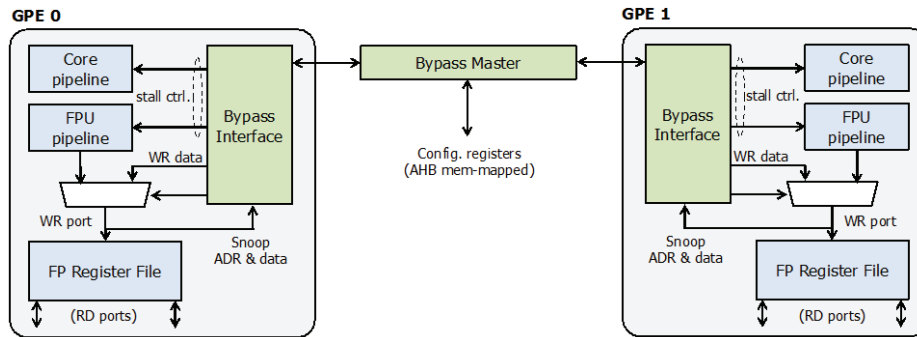 GPE 0
Core
pipeline
FPU
pipeline
stall ctrl.
Bypass
Interface
WR data
WR port
Snoop
ADR & data
FP Register File
(RD ports)
Bypass Master
Config. registers
(AHB mem-mapped)
GPE 1
Bypass
Interface
stall ctrl.
Core
pipeline
FPU
pipeline
WR data
WR port
Snoop
ADR & data
FP Register File
(RD ports)